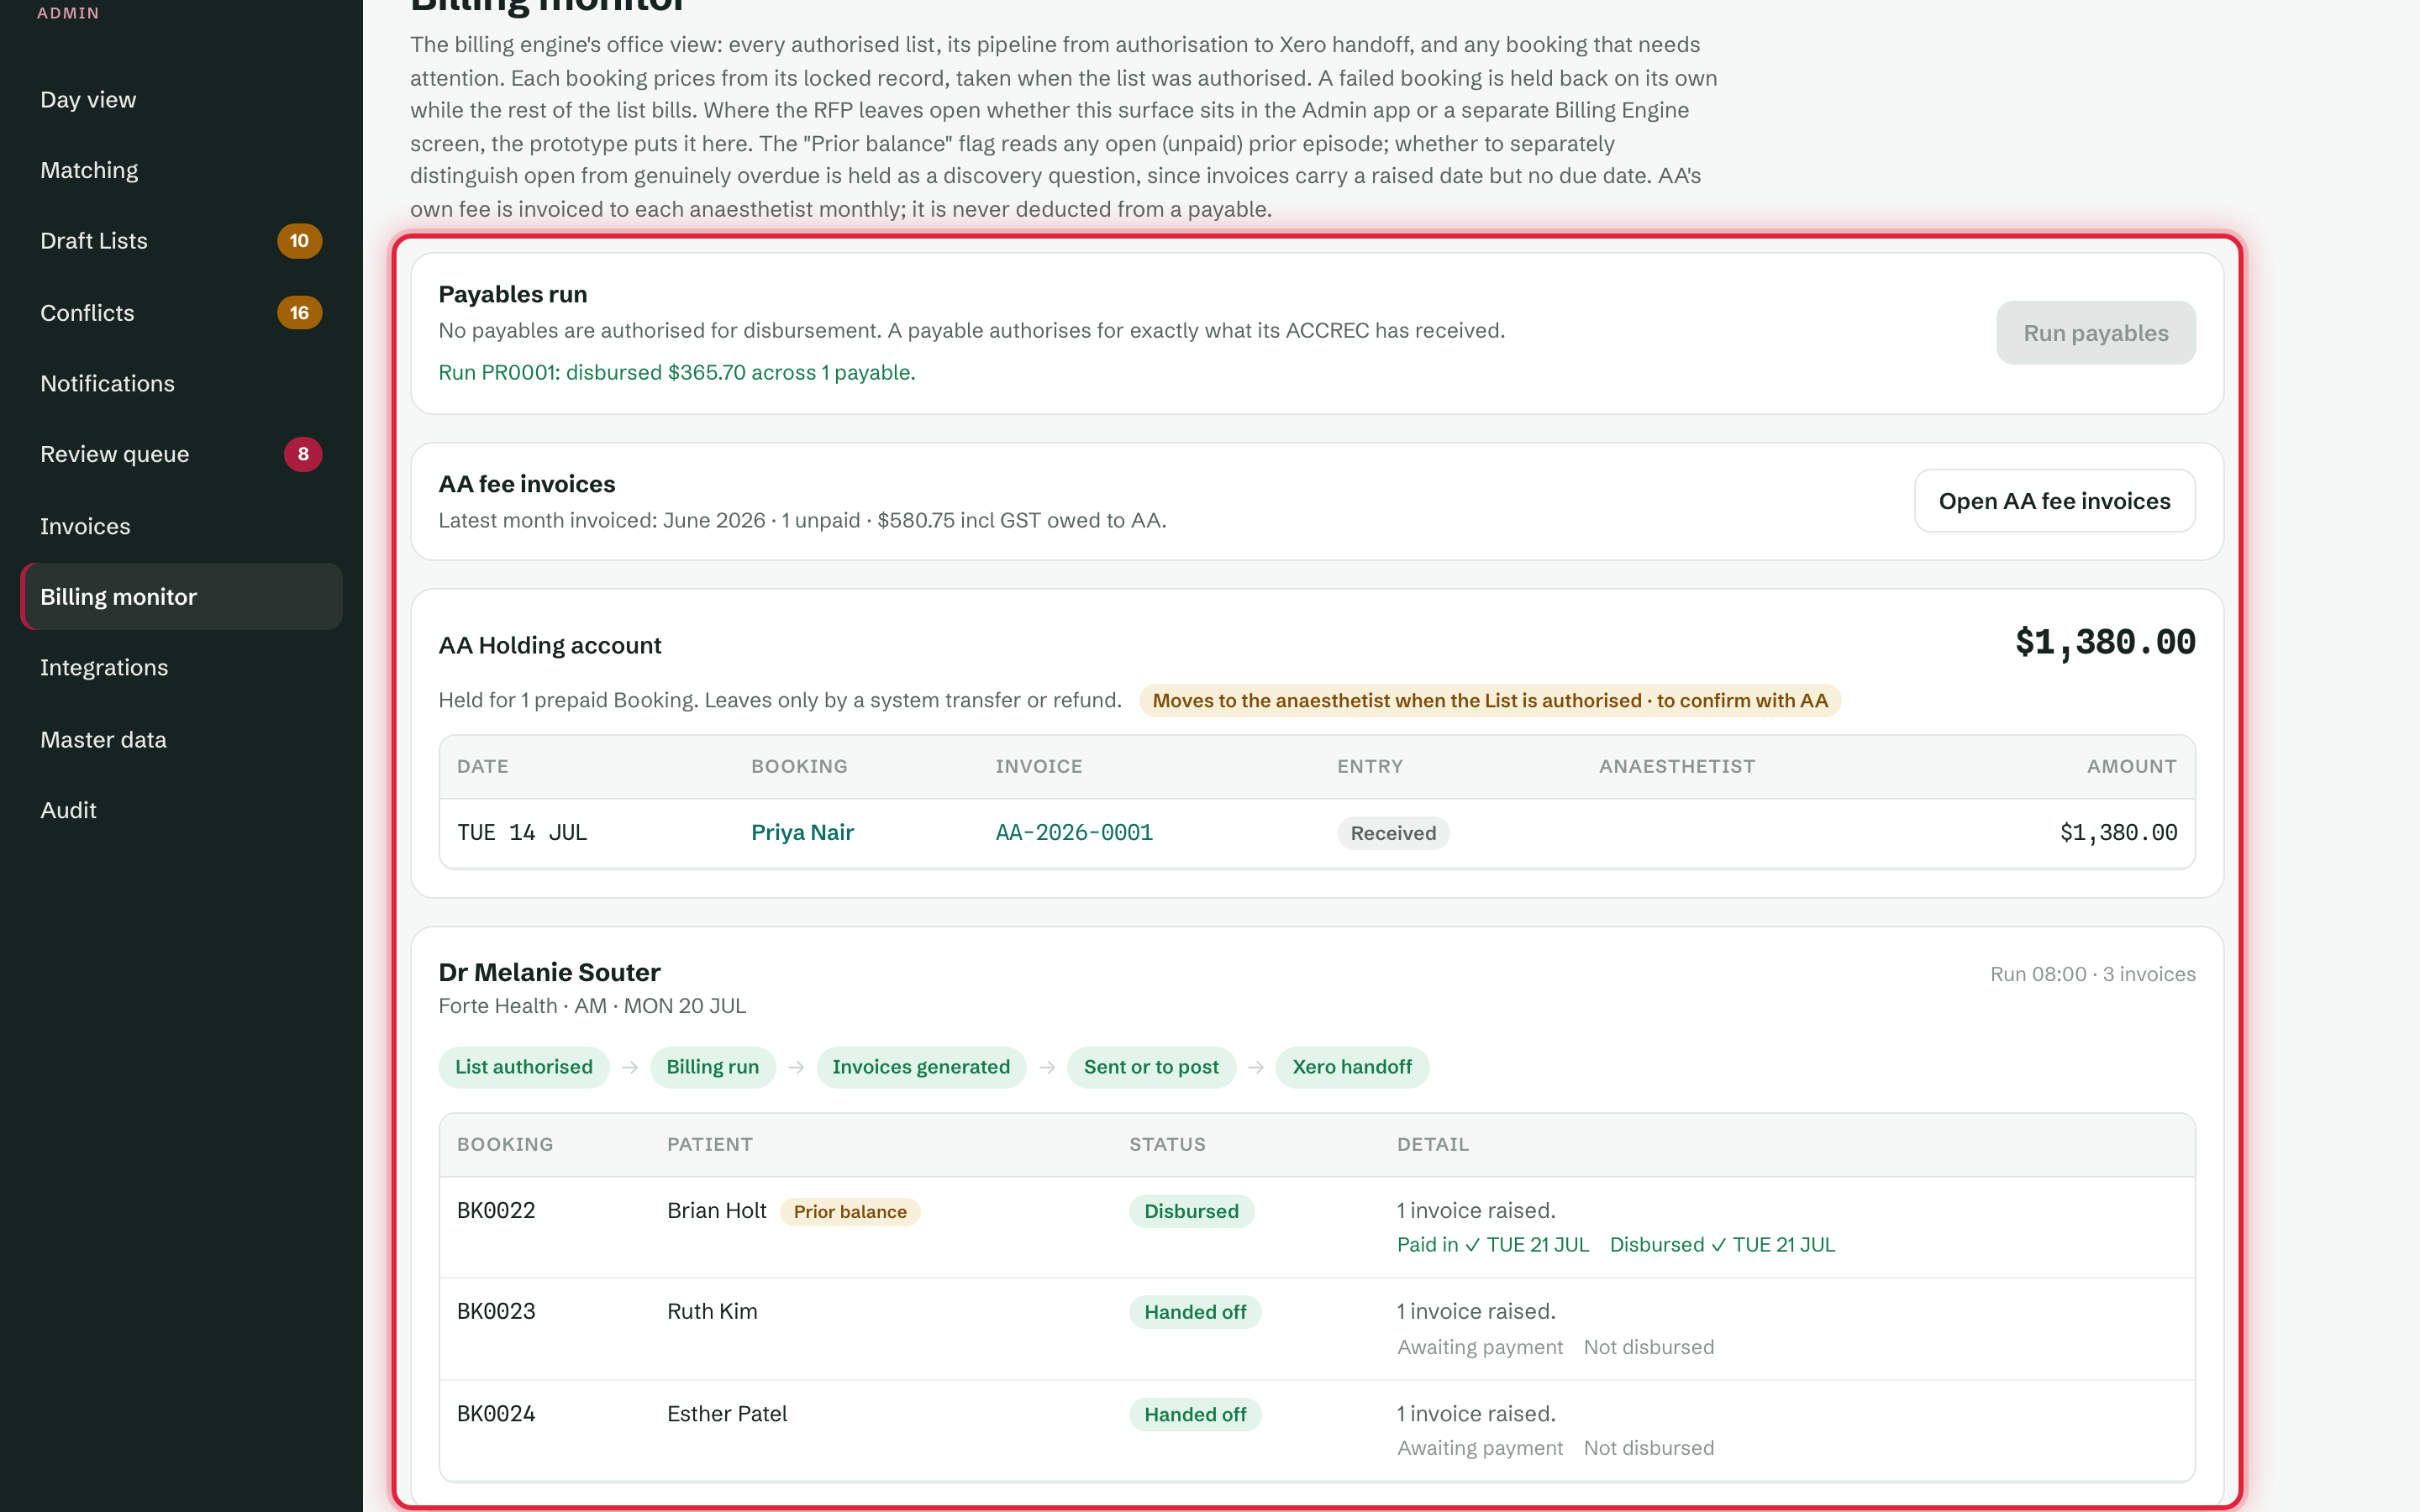 ADMIN
Day view
Matching
Draft Lists 10
Conflicts 16
Notifications
Review queue 8
Invoices
Billing monitor
Integrations
Master data
Audit
Billing monitor
The billing engine's office view: every authorised list, its pipeline from authorisation to Xero handoff, and any booking that needs
attention. Each booking prices from its locked record, taken when the list was authorised. A failed booking is held back on its own
while the rest of the list bills. Where the RFP leaves open whether this surface sits in the Admin app or a separate Billing Engine
screen, the prototype puts it here. The "Prior balance" flag reads any open (unpaid) prior episode; whether to separately
distinguish open from genuinely overdue is held as a discovery question, since invoices carry a raised date but no due date. AA's
own fee is invoiced to each anaesthetist monthly; it is never deducted from a payable.
Payables run
No payables are authorised for disbursement. A payable authorises for exactly what its ACCREC has received.
Run PR0001: disbursed $365.70 across 1 payable.
Run payables
AA fee invoices
Latest month invoiced: June 2026 · 1 unpaid · $580.75 incl GST owed to AA.
Open AA fee invoices
AA Holding account $1,380.00
Held for 1 prepaid Booking. Leaves only by a system transfer or refund. Moves to the anaesthetist when the List is authorised · to confirm with AA
DATE BOOKING INVOICE ENTRY ANAESTHETIST AMOUNT
TUE 14 JUL Priya Nair AA-2026-0001 Received $1,380.00
Dr Melanie Souter Run 08:00 · 3 invoices
Forte Health · AM · MON 20 JUL
List authorised → Billing run → Invoices generated → Sent or to post → Xero handoff
BOOKING PATIENT STATUS DETAIL
BK0022 Brian Holt Prior balance Disbursed 1 invoice raised.
Paid in ✓ TUE 21 JUL Disbursed ✓ TUE 21 JUL
BK0023 Ruth Kim Handed off 1 invoice raised.
Awaiting payment Not disbursed
BK0024 Esther Patel Handed off 1 invoice raised.
Awaiting payment Not disbursed